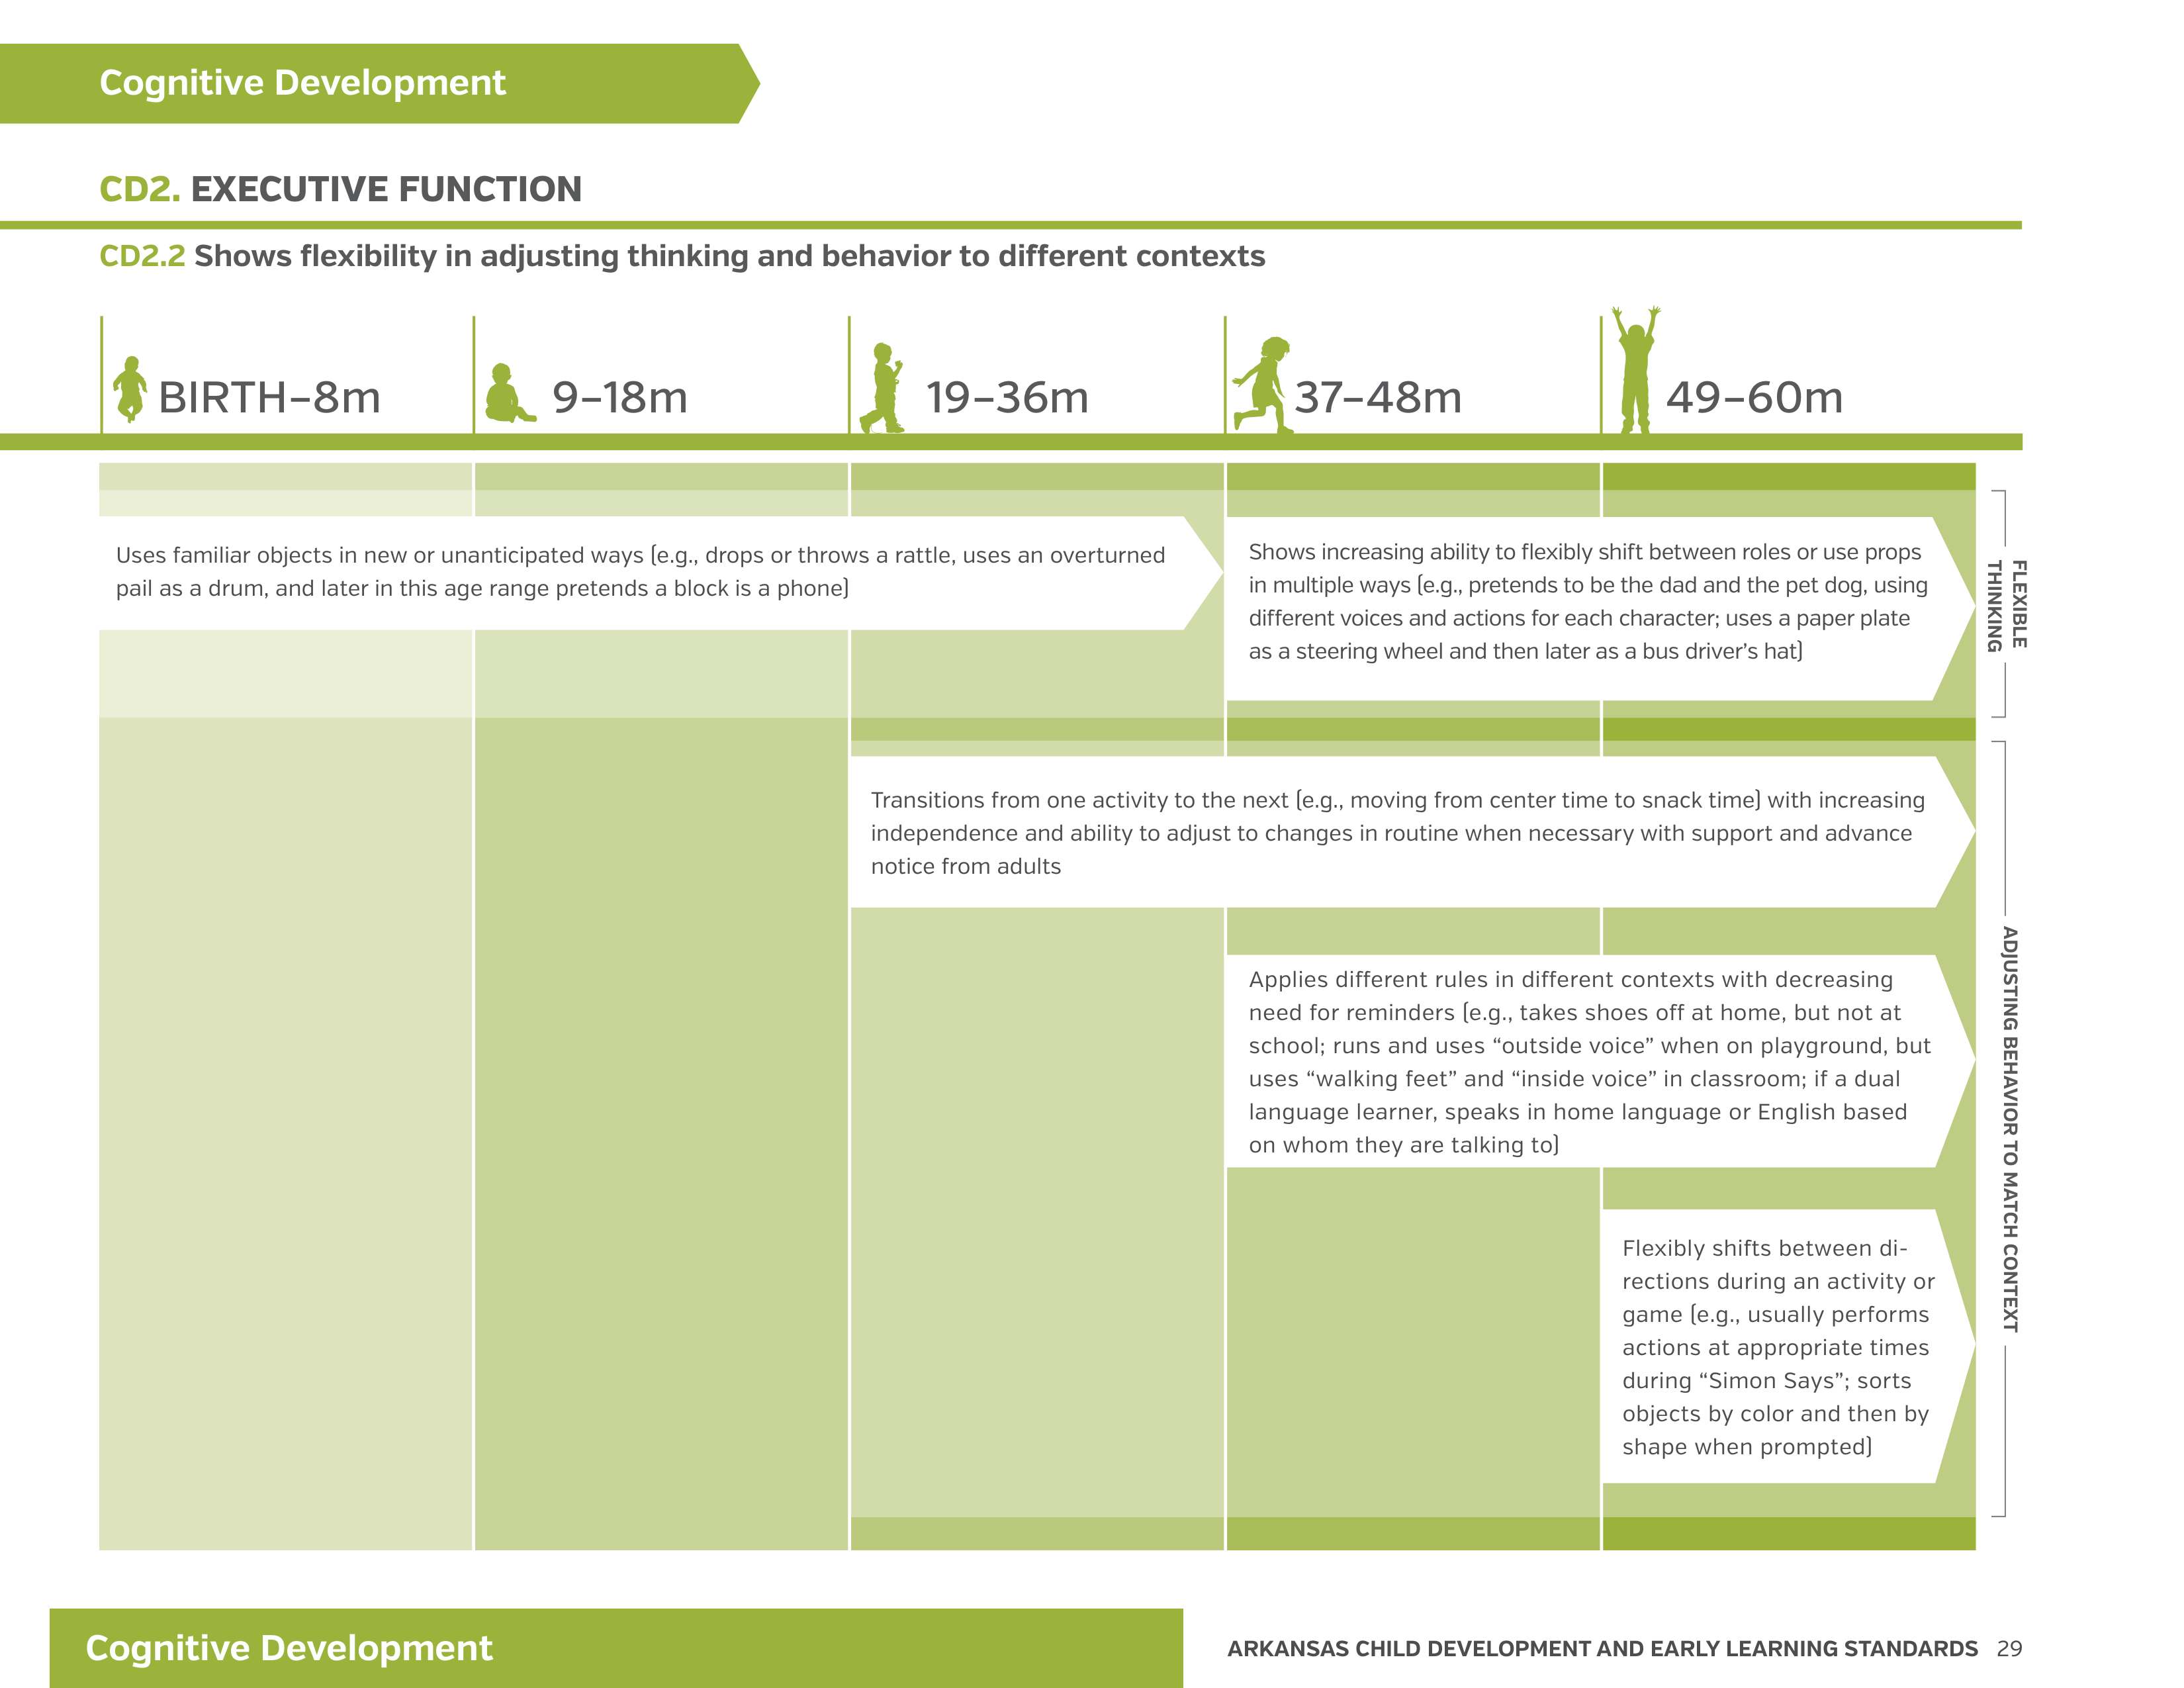 Cognitive Development
CD2. EXECUTIVE FUNCTION
CD2.2 Shows flexibility in adjusting thinking and behavior to different contexts
BIRTH–8m
9–18m
19–36m
37–48m
49–60m
Uses familiar objects in new or unanticipated ways (e.g., drops or throws a rattle, uses an overturned
pail as a drum, and later in this age range pretends a block is a phone)
Shows increasing ability to flexibly shift between roles or use props
in multiple ways (e.g., pretends to be the dad and the pet dog, using
different voices and actions for each character; uses a paper plate
as a steering wheel and then later as a bus driver’s hat)
FLEXIBLE
THINKING
Transitions from one activity to the next (e.g., moving from center time to snack time) with increasing
independence and ability to adjust to changes in routine when necessary with support and advance
notice from adults
Applies different rules in different contexts with decreasing
need for reminders (e.g., takes shoes off at home, but not at
school; runs and uses “outside voice” when on playground, but
uses “walking feet” and “inside voice” in classroom; if a dual
language learner, speaks in home language or English based
on whom they are talking to)
Flexibly shifts between di-
rections during an activity or
game (e.g., usually performs
actions at appropriate times
during “Simon Says”; sorts
objects by color and then by
shape when prompted)
ADJUSTING BEHAVIOR TO MATCH CONTEXT
Cognitive Development
ARKANSAS CHILD DEVELOPMENT AND EARLY LEARNING STANDARDS 29